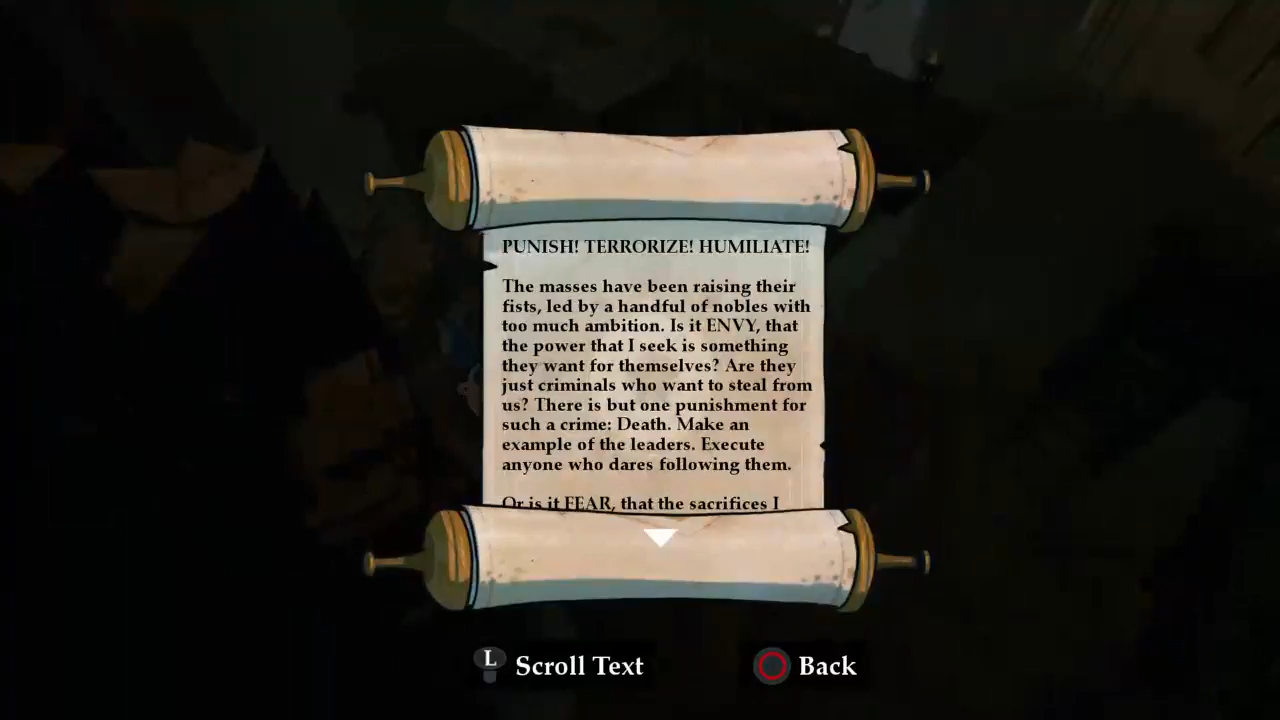 PUNISH! TERRORIZE! HUMILIATE!
The masses have been raising their
fists, led by a handful of nobles with
too much ambition. Is it ENVY, that
the power that I seek is something
they want for themselves? Are they
just criminals who want to steal from
us? There is but one punishment for
such a crime: Death. Make an
example of the leaders. Execute
anyone who dares following them.
Or is it FEAR, that the sacrifices I
L Scroll Text
Back